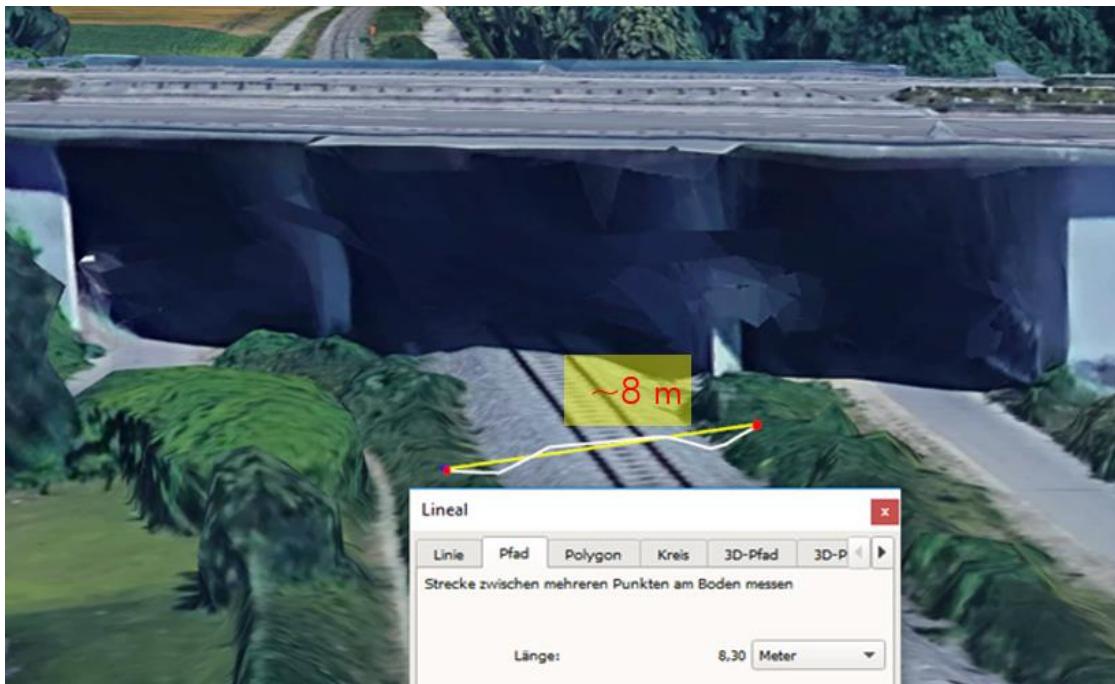 ~8 m
Lineal
x
Linie Pfad Polygon Kreis 3D-Pfad 3D-P
Strecke zwischen mehreren Punkten am Boden messen
Länge: 8,30 Meter